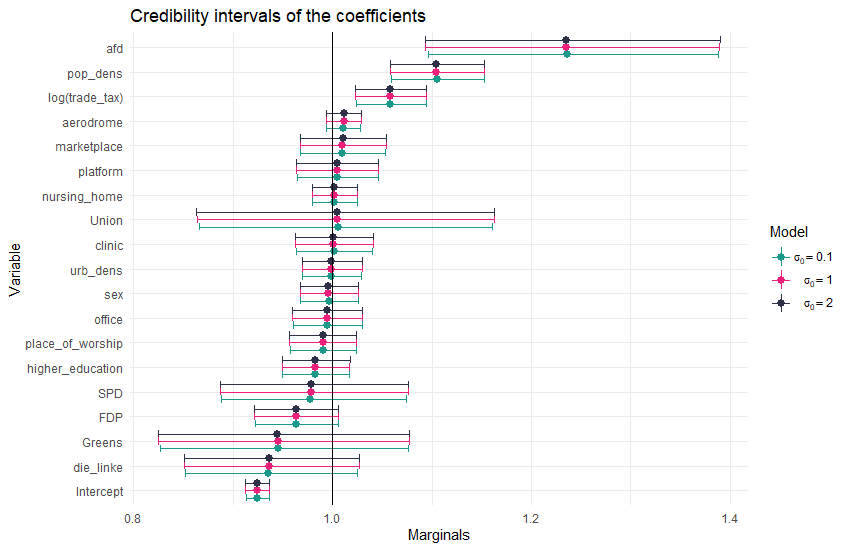 Credibility intervals of the coefficients
Variable
afd
pop_dens
log(trade_tax)
aerodrome
marketplace
platform
nursing_home
Union
clinic
urb_dens
sex
office
place_of_worship
higher_education
SPD
FDP
Greens
die_linke
Intercept
0.8 1.0 1.2 1.4
Marginals
Model
σ₀ = 0.1
σ₀ = 1
σ₀ = 2